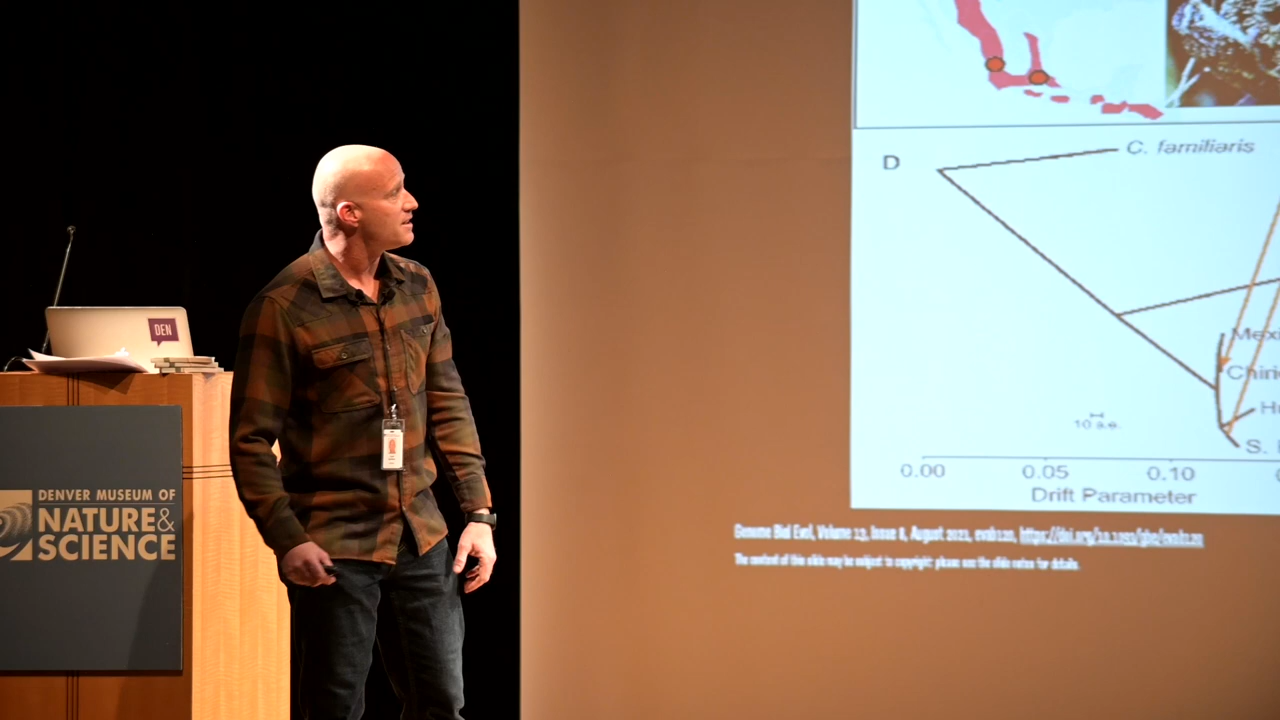 DEN
DENVER MUSEUM OF
NATURE&
SCIENCE
D
C. familiaris
Mexi
Chiri
10 a.e.
S.
0.00 0.05 0.10
Drift Parameter
Genome Biol Evol, Volume 13, Issue 8, August 2021,
The content of this slide may be subject to copyright: please see the slide notes for details.